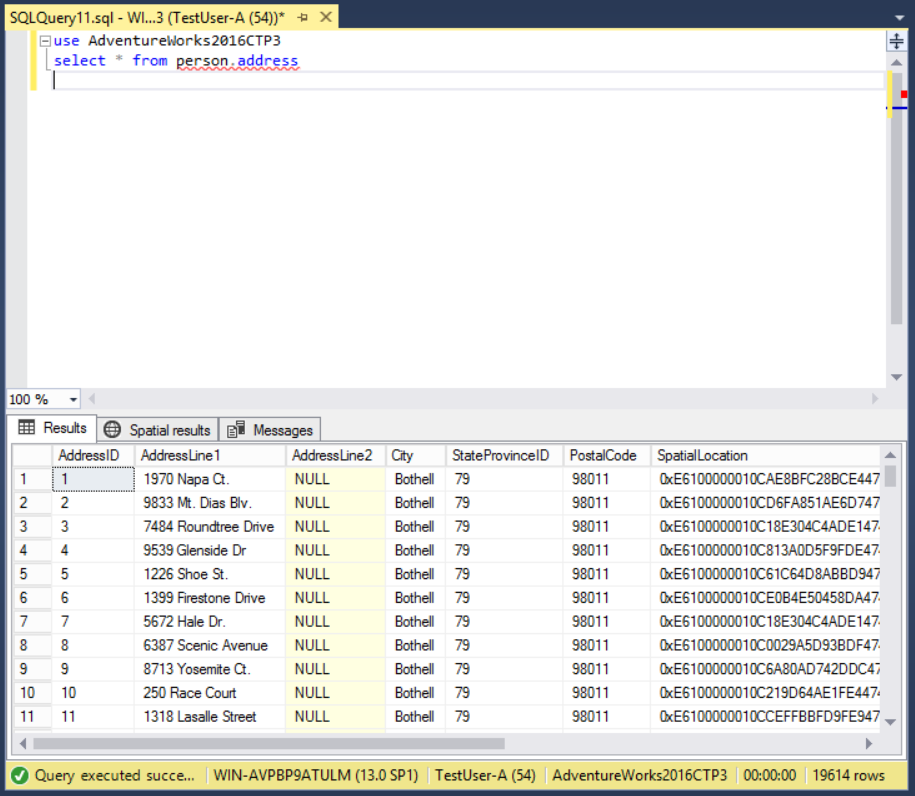 SQLQuery11.sql - WI...3 (TestUser-A (54))*
use AdventureWorks2016CTP3
select * from person.address
100 %
Results Spatial results Messages
AddressID AddressLine1 AddressLine2 City StateProvinceID PostalCode SpatialLocation
1 1 1970 Napa Ct. NULL Bothell 79 98011 0xE6100000010CAE8BFC28BCE447
2 2 9833 Mt. Dias Blv. NULL Bothell 79 98011 0xE6100000010CD6FA851AE6D747
3 3 7484 Roundtree Drive NULL Bothell 79 98011 0xE6100000010C18E304C4ADE147
4 4 9539 Glenside Dr NULL Bothell 79 98011 0xE6100000010C813A0D5F9FDE47
5 5 1226 Shoe St. NULL Bothell 79 98011 0xE6100000010C61C64D8ABBD947
6 6 1399 Firestone Drive NULL Bothell 79 98011 0xE6100000010CE0B4E50458DA47
7 7 5672 Hale Dr. NULL Bothell 79 98011 0xE6100000010C18E304C4ADE147
8 8 6387 Scenic Avenue NULL Bothell 79 98011 0xE6100000010C0029A5D93BDF47
9 9 8713 Yosemite Ct. NULL Bothell 79 98011 0xE6100000010C6A80AD742DDC47
10 10 250 Race Court NULL Bothell 79 98011 0xE6100000010C219D64AE1FE447
11 11 1318 Lasalle Street NULL Bothell 79 98011 0xE6100000010CCEFFBBFD9FE947
Query executed succe... WIN-AVPBP9ATULM (13.0 SP1) TestUser-A (54) AdventureWorks2016CTP3 00:00:00 19614 rows